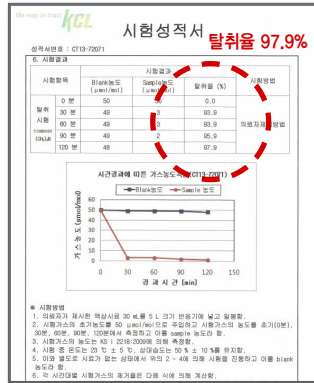 the way to trust KCL
시험성적서
탈취율 97.9%
성적서번호 : CT13-72071
6. 시험결과
시험항목 시험결과 시험방법
Blank농도 (μmol/mol) Sample농도 (μmol/mol) 탈취율 (%)
탈취 시험
0 분 50 50 0.0
30 분 49 3 93.9
60 분 49 3 93.9
90 분 49 2 95.9
120 분 48 97.9
의뢰자제 방법
시간경과에 따른 가스농도 (CT13-72071)
Blank농도 Sample 농도
가스농도 (μmol/mol)
60
50
40
30
20
10
0
0 30 60 90 120 150
경 과 시 간 [min]
※ 시험방법
1. 의뢰자가 제시한 액상시료 30 mL를 5 L 크기 반응기에 넣고 밀봉함.
2. 시험가스의 초기농도를 50 μmol/mol으로 주입하고 시험가스의 농도를 초기(0분),
30분, 60분, 90분, 120분에서 측정하고 이를 sample 농도라 함.
3. 시험가스의 농도는 KS I 2218:2009에 의해 측정함.
4. 시험 중 온도는 23 ℃ ± 5 ℃, 상대습도는 50 % ± 10 %를 유지함.
5. 이와 별도로 시료가 없는 상태에서 위의 2 - 4에 의해 시험을 진행하고 이를 blank
농도라 함.
6. 각 시간대별 시험가스의 제거율은 다음 식에 의해 계산함.